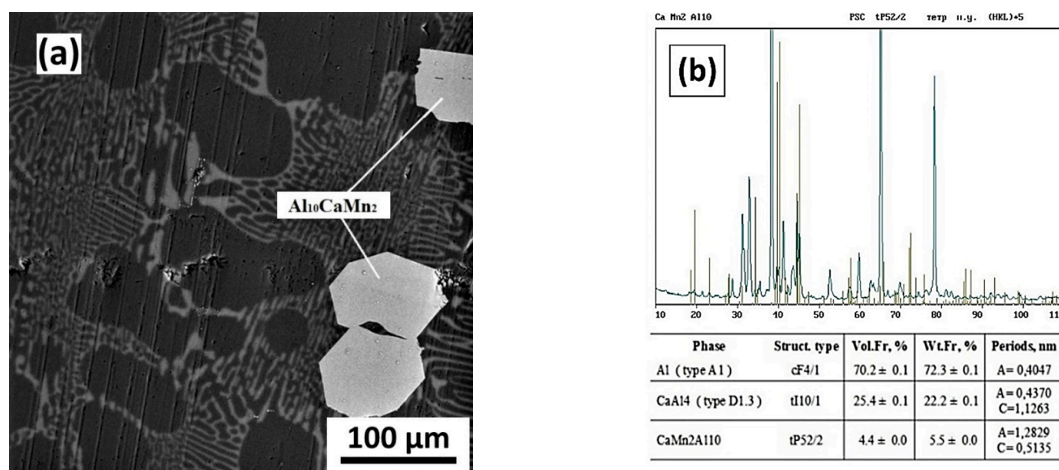 (a)
Al₁₀CaMn₂
100 µm
Ca Mn2 Al10 PSC tP52/2 тетр п.у. (HKL)*5
(b)
10 20 30 40 50 60 70 80 90 100 11
Phase Struct. type Vol.Fr, % Wt.Fr, % Periods, nm
Al ( type A1 ) cF4/1 70.2 ± 0.1 72.3 ± 0.1 A= 0,4047
CaAl4 ( type D1.3 ) tI10/1 25.4 ± 0.1 22.2 ± 0.1 A= 0,4370
C=1,1263
CaMn2Al10 tP52/2 4.4 ± 0.0 5.5 ± 0.0 A=1,2829
C= 0,5135